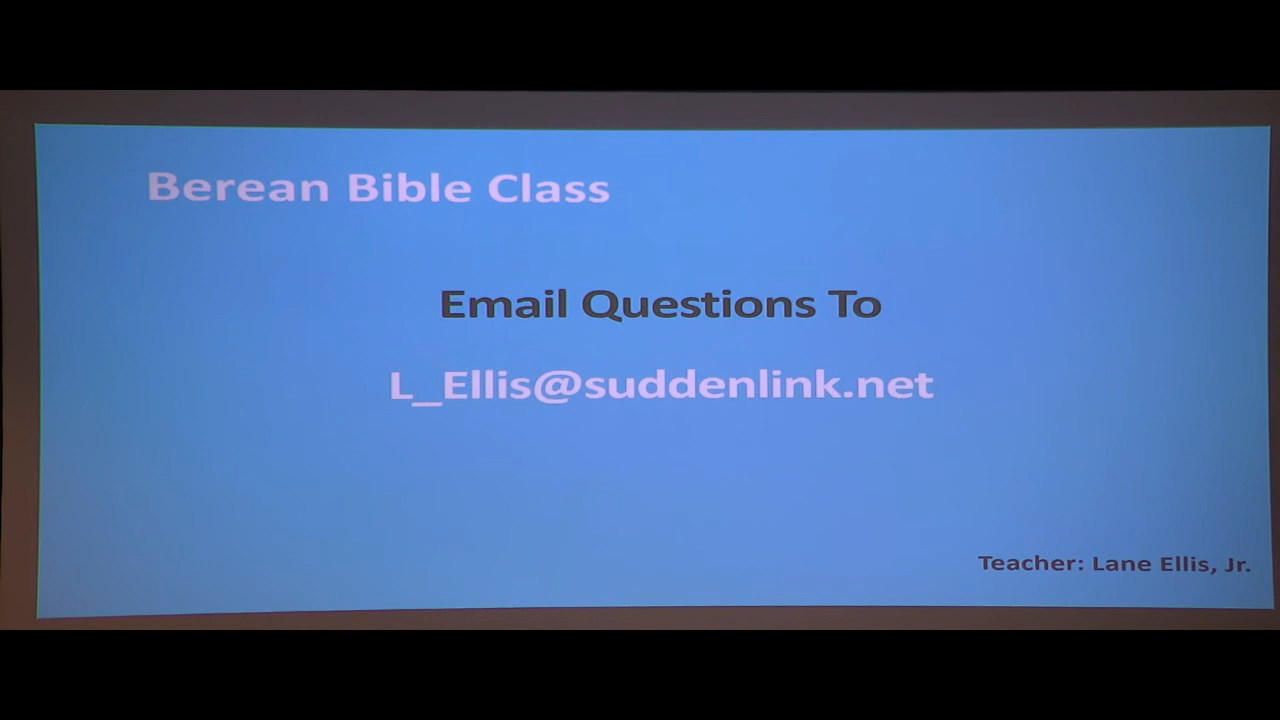 Berean Bible Class
Email Questions To
L_Ellis@suddenlink.net
Teacher: Lane Ellis, Jr.